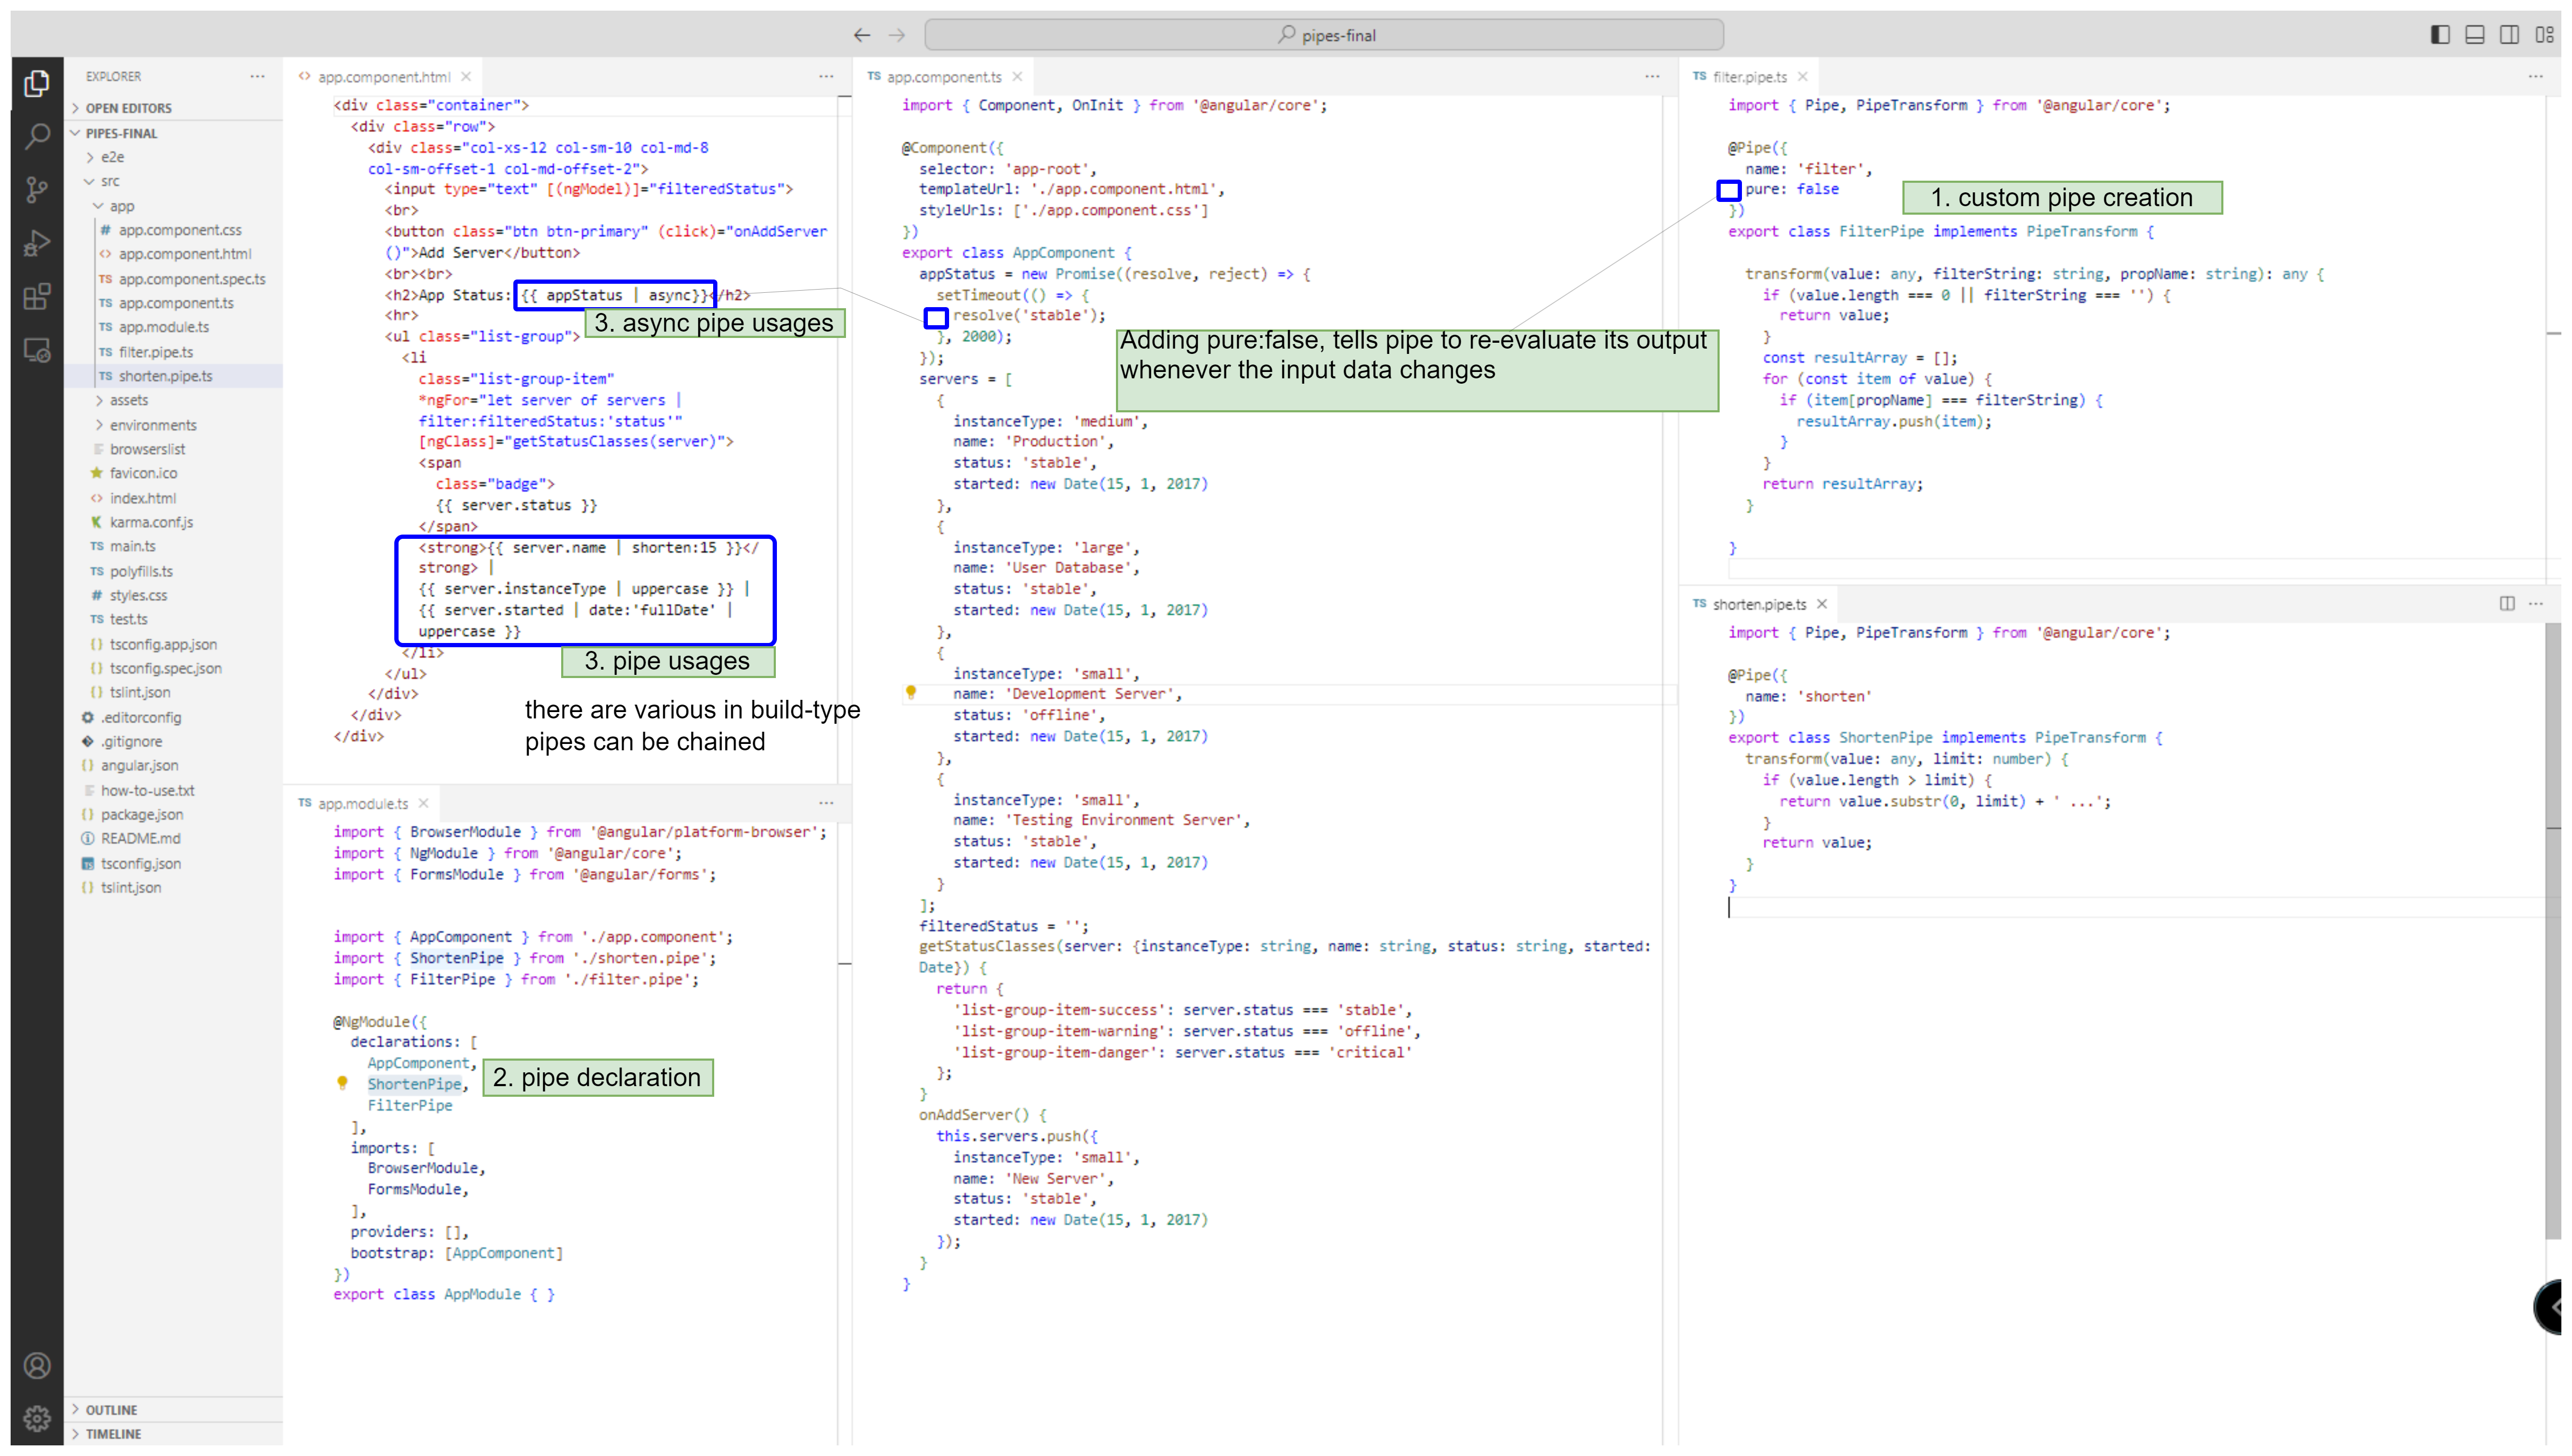 pipes-final
EXPLORER
OPEN EDITORS
PIPES-FINAL
e2e
src
app
# app.component.css
<> app.component.html
TS app.component.spec.ts
TS app.component.ts
TS app.module.ts
TS filter.pipe.ts
TS shorten.pipe.ts
assets
environments
browserslist
favicon.ico
<> index.html
K karma.conf.js
TS main.ts
TS polyfills.ts
# styles.css
TS test.ts
{} tsconfig.app.json
{} tsconfig.spec.json
{} tslint.json
.editorconfig
.gitignore
{} angular.json
how-to-use.txt
{} package.json
README.md
tsconfig.json
{} tslint.json
OUTLINE
TIMELINE
<> app.component.html
<div class="container">
<div class="row">
<div class="col-xs-12 col-sm-10 col-md-8
col-sm-offset-1 col-md-offset-2">
<input type="text" [(ngModel)]="filteredStatus">
<br>
<button class="btn btn-primary" (click)="onAddServer
()">Add Server</button>
<br><br>
<h2>App Status: {{ appStatus | async}}</h2>
<hr>
3. async pipe usages
<ul class="list-group">
<li
class="list-group-item"
*ngFor="let server of servers |
filter:filteredStatus:'status'"
[ngClass]="getStatusClasses(server)">
<span
class="badge">
{{ server.status }}
</span>
<strong>{{ server.name | shorten:15 }}</
strong> |
{{ server.instanceType | uppercase }} |
{{ server.started | date:'fullDate' |
uppercase }}
</li>
3. pipe usages
</ul>
</div>
</div>
</div>
there are various in build-type
pipes can be chained
TS app.module.ts
import { BrowserModule } from '@angular/platform-browser';
import { NgModule } from '@angular/core';
import { FormsModule } from '@angular/forms';
import { AppComponent } from './app.component';
import { ShortenPipe } from './shorten.pipe';
import { FilterPipe } from './filter.pipe';
@NgModule({
declarations: [
AppComponent,
ShortenPipe,
2. pipe declaration
FilterPipe
],
imports: [
BrowserModule,
FormsModule,
],
providers: [],
bootstrap: [AppComponent]
})
export class AppModule { }
TS app.component.ts
import { Component, OnInit } from '@angular/core';
@Component({
selector: 'app-root',
templateUrl: './app.component.html',
styleUrls: ['./app.component.css']
})
export class AppComponent {
appStatus = new Promise((resolve, reject) => {
setTimeout(() => {
resolve('stable');
}, 2000);
});
Adding pure:false, tells pipe to re-evaluate its output
whenever the input data changes
servers = [
{
instanceType: 'medium',
name: 'Production',
status: 'stable',
started: new Date(15, 1, 2017)
},
{
instanceType: 'large',
name: 'User Database',
status: 'stable',
started: new Date(15, 1, 2017)
},
{
instanceType: 'small',
name: 'Development Server',
status: 'offline',
started: new Date(15, 1, 2017)
},
{
instanceType: 'small',
name: 'Testing Environment Server',
status: 'stable',
started: new Date(15, 1, 2017)
}
];
filteredStatus = '';
getStatusClasses(server: {instanceType: string, name: string, status: string, started:
Date}) {
return {
'list-group-item-success': server.status === 'stable',
'list-group-item-warning': server.status === 'offline',
'list-group-item-danger': server.status === 'critical'
};
}
onAddServer() {
this.servers.push({
instanceType: 'small',
name: 'New Server',
status: 'stable',
started: new Date(15, 1, 2017)
});
}
}
TS filter.pipe.ts
import { Pipe, PipeTransform } from '@angular/core';
@Pipe({
name: 'filter',
pure: false
1. custom pipe creation
})
export class FilterPipe implements PipeTransform {
transform(value: any, filterString: string, propName: string): any {
if (value.length === 0 || filterString === '') {
return value;
}
const resultArray = [];
for (const item of value) {
if (item[propName] === filterString) {
resultArray.push(item);
}
}
return resultArray;
}
}
TS shorten.pipe.ts
import { Pipe, PipeTransform } from '@angular/core';
@Pipe({
name: 'shorten'
})
export class ShortenPipe implements PipeTransform {
transform(value: any, limit: number) {
if (value.length > limit) {
return value.substr(0, limit) + ' ...';
}
return value;
}
}